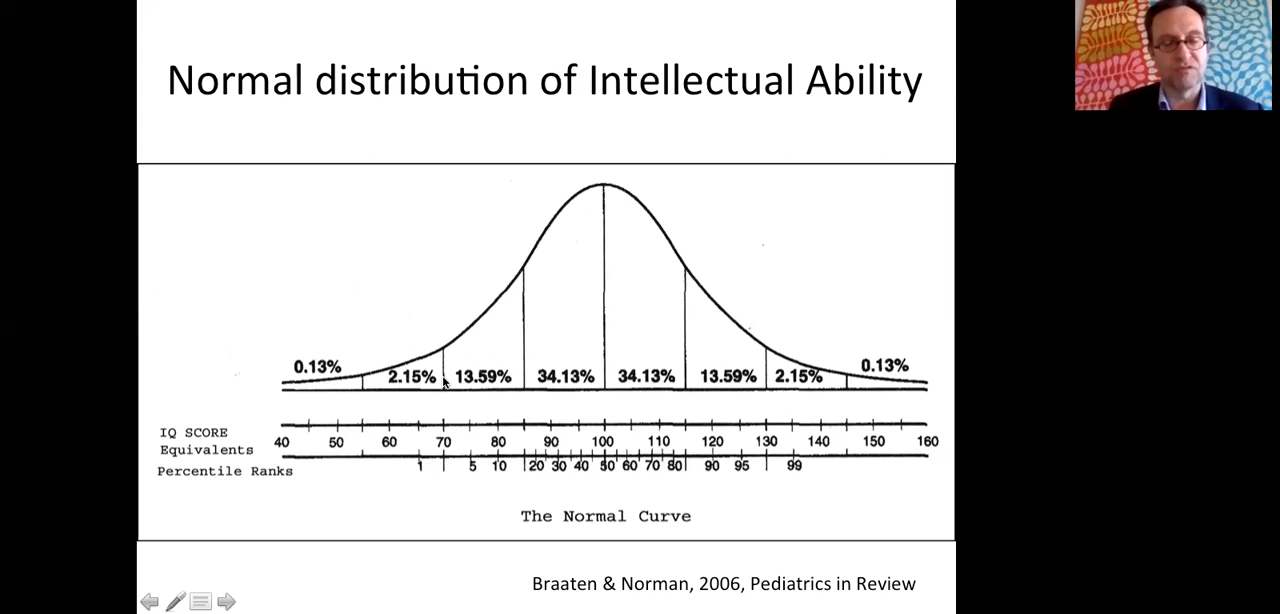 Normal distribution of Intellectual Ability
0.13% 2.15% 13.59% 34.13% 34.13% 13.59% 2.15% 0.13%
IQ SCORE
Equivalents
40 50 60 70 80 90 100 110 120 130 140 150 160
Percentile Ranks
1 5 10 20 30 40 50 60 70 80 90 95 99
The Normal Curve
Braaten & Norman, 2006, Pediatrics in Review